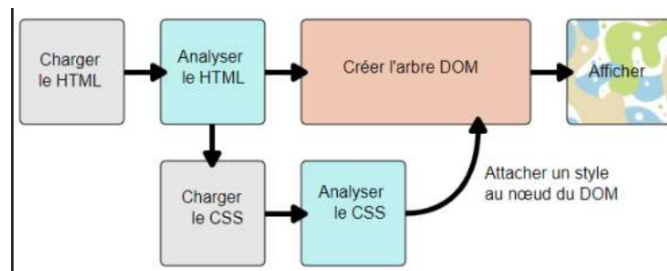 Charger
le HTML
Analyser
le HTML
Créer l'arbre DOM
Afficher
Charger
le CSS
Analyser
le CSS
Attacher un style
au nœud du DOM